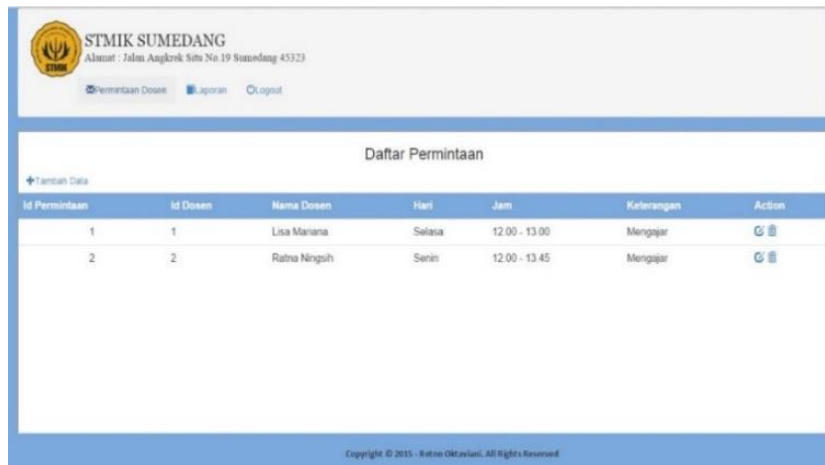 STMIK SUMEDANG
Alamat : Jalan Angkrek Situ No.19 Sumedang 45323
STMIK
Permintaan Dosen Laporan Logout
Daftar Permintaan
Tambah Data
Id Permintaan Id Dosen Nama Dosen Hari Jam Keterangan Action
1 1 Lisa Mariana Selasa 12.00 - 13.00 Mengajar
2 2 Ratna Ningsih Senin 12.00 - 13.45 Mengajar
Copyright © 2015 - Retno Oktaviani. All Rights Reserved